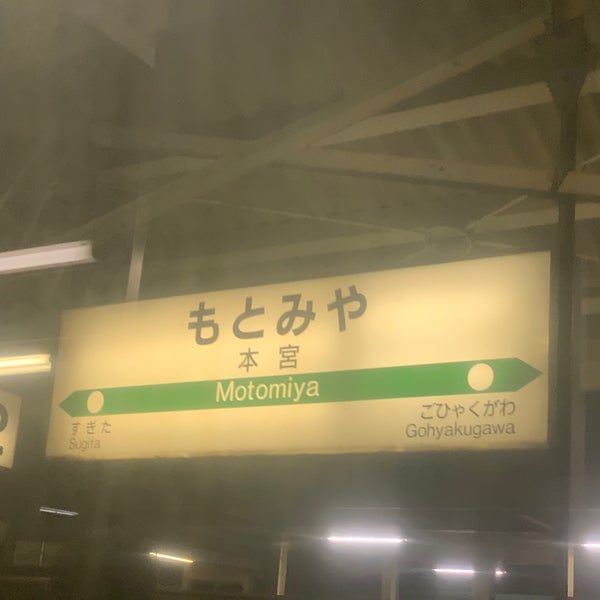 もとみや
本宮
Motomiya
すぎた
Sugita
ごひゃくがわ
Gohyakugawa